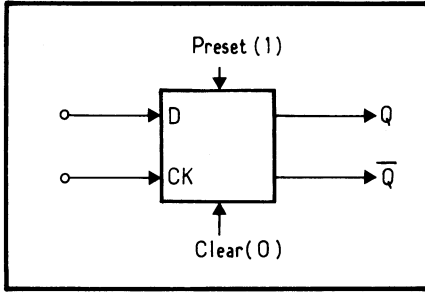 Preset (1)
D
Q
CK
Q̅
Clear(0)